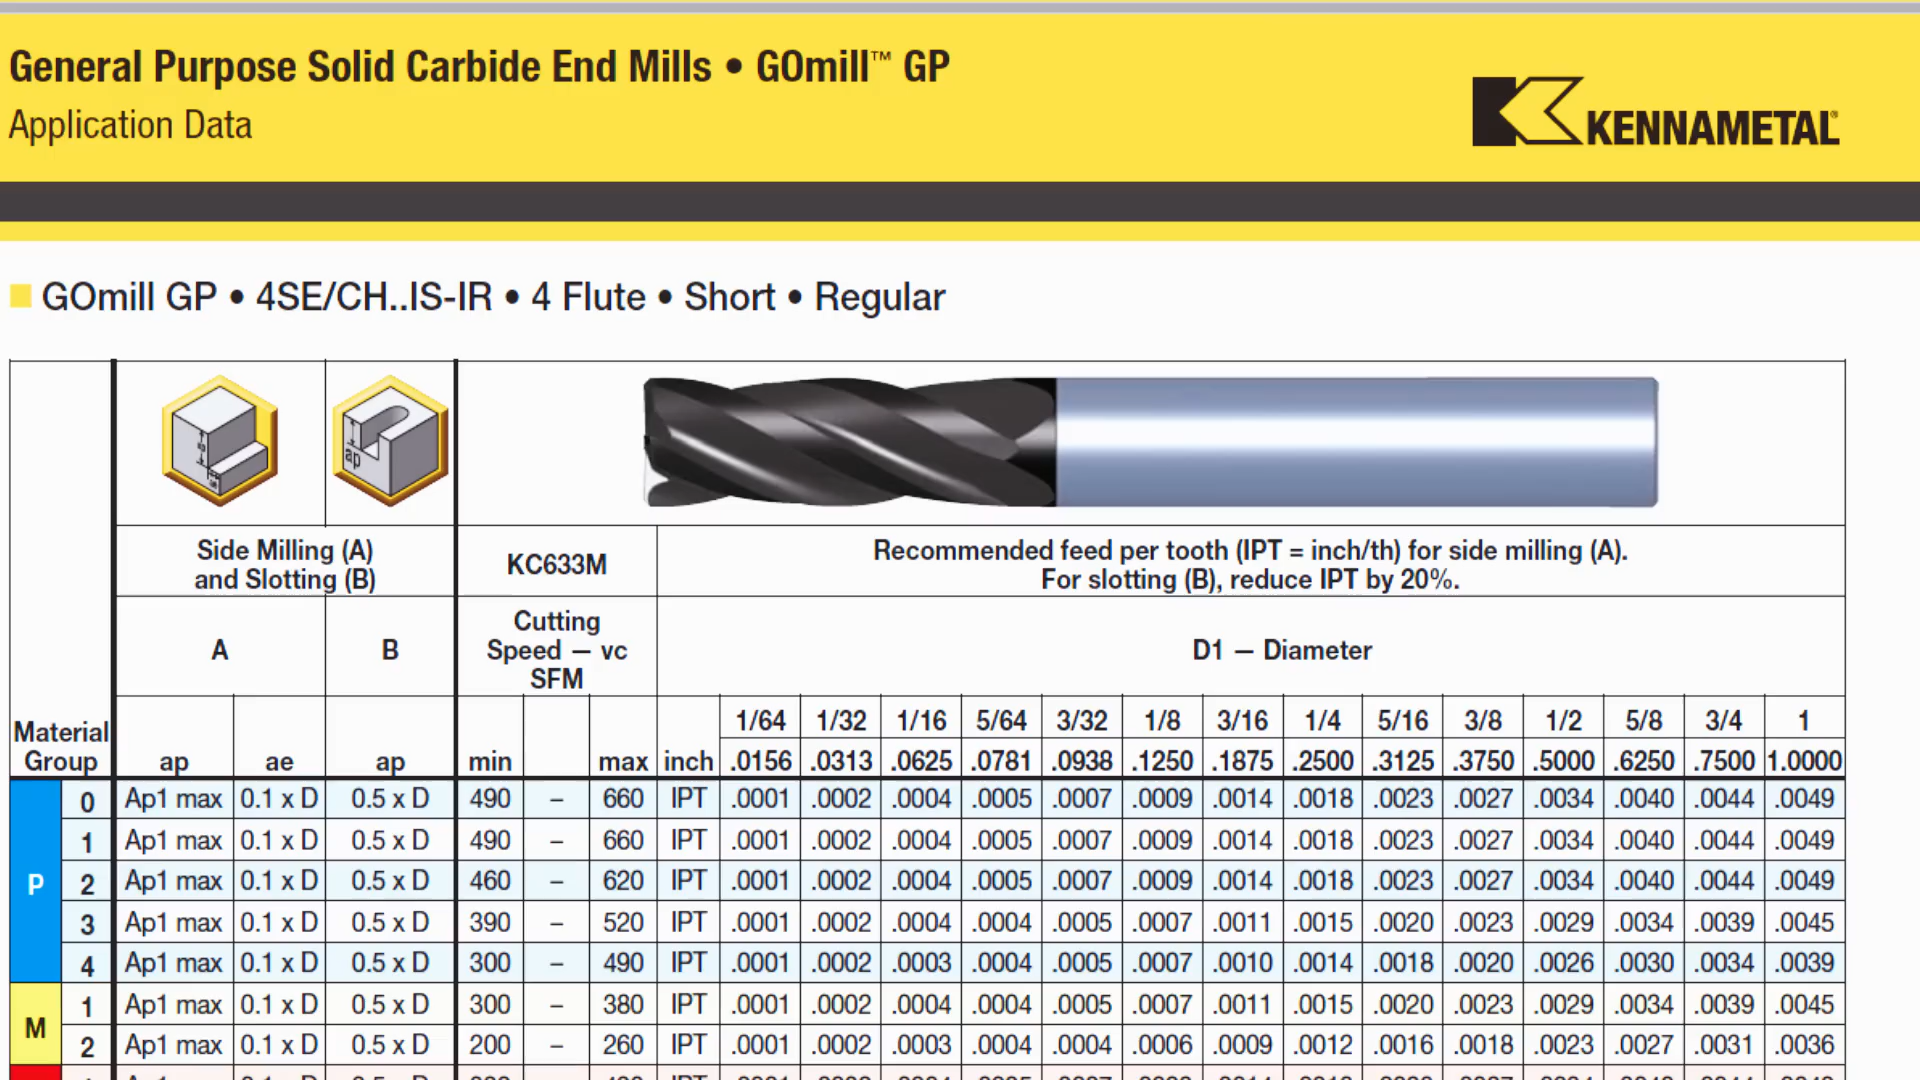 General Purpose Solid Carbide End Mills • GOmill™ GP
Application Data
KENNAMETAL®
GOmill GP • 4SE/CH..IS-IR • 4 Flute • Short • Regular
ap
Side Milling (A)
and Slotting (B)
KC633M
Recommended feed per tooth (IPT = inch/th) for side milling (A).
For slotting (B), reduce IPT by 20%.
A B
Cutting
Speed — vc
SFM
D1 — Diameter
Material
Group
ap ae ap min max inch
1/64 1/32 1/16 5/64 3/32 1/8 3/16 1/4 5/16 3/8 1/2 5/8 3/4 1
.0156 .0313 .0625 .0781 .0938 .1250 .1875 .2500 .3125 .3750 .5000 .6250 .7500 1.0000
P
0 Ap1 max 0.1 x D 0.5 x D 490 – 660 IPT .0001 .0002 .0004 .0005 .0007 .0009 .0014 .0018 .0023 .0027 .0034 .0040 .0044 .0049
1 Ap1 max 0.1 x D 0.5 x D 490 – 660 IPT .0001 .0002 .0004 .0005 .0007 .0009 .0014 .0018 .0023 .0027 .0034 .0040 .0044 .0049
2 Ap1 max 0.1 x D 0.5 x D 460 – 620 IPT .0001 .0002 .0004 .0005 .0007 .0009 .0014 .0018 .0023 .0027 .0034 .0040 .0044 .0049
3 Ap1 max 0.1 x D 0.5 x D 390 – 520 IPT .0001 .0002 .0004 .0004 .0005 .0007 .0011 .0015 .0020 .0023 .0029 .0034 .0039 .0045
4 Ap1 max 0.1 x D 0.5 x D 300 – 490 IPT .0001 .0002 .0003 .0004 .0005 .0007 .0010 .0014 .0018 .0020 .0026 .0030 .0034 .0039
M
1 Ap1 max 0.1 x D 0.5 x D 300 – 380 IPT .0001 .0002 .0004 .0004 .0005 .0007 .0011 .0015 .0020 .0023 .0029 .0034 .0039 .0045
2 Ap1 max 0.1 x D 0.5 x D 200 – 260 IPT .0001 .0002 .0003 .0004 .0004 .0006 .0009 .0012 .0016 .0018 .0023 .0027 .0031 .0036